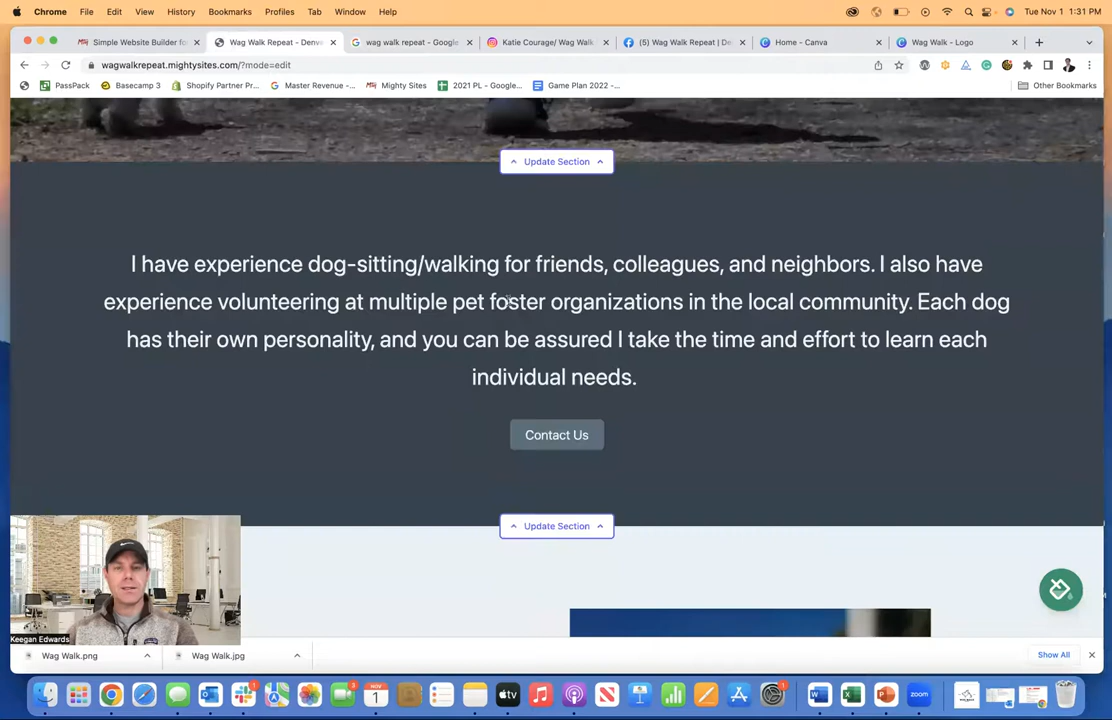 Chrome File Edit View History Bookmarks Profiles Tab Window Help Tue Nov 1 1:31 PM
Simple Website Builder fo Wag Walk Repeat - Denve wag walk repeat - Google Katie Courage/ Wag Walk (5) Wag Walk Repeat | De Home - Canva Wag Walk - Logo
wagwalkrepeat.mightysites.com/?mode=edit
PassPack Basecamp 3 Shopify Partner Pr... Master Revenue -... Mighty Sites 2021 PL - Google... Game Plan 2022 -... Other Bookmarks
Update Section
I have experience dog-sitting/walking for friends, colleagues, and neighbors. I also have
experience volunteering at multiple pet foster organizations in the local community. Each dog
has their own personality, and you can be assured I take the time and effort to learn each
individual needs.
Contact Us
Update Section
Keegan Edwards
Wag Walk.png Wag Walk.jpg Show All